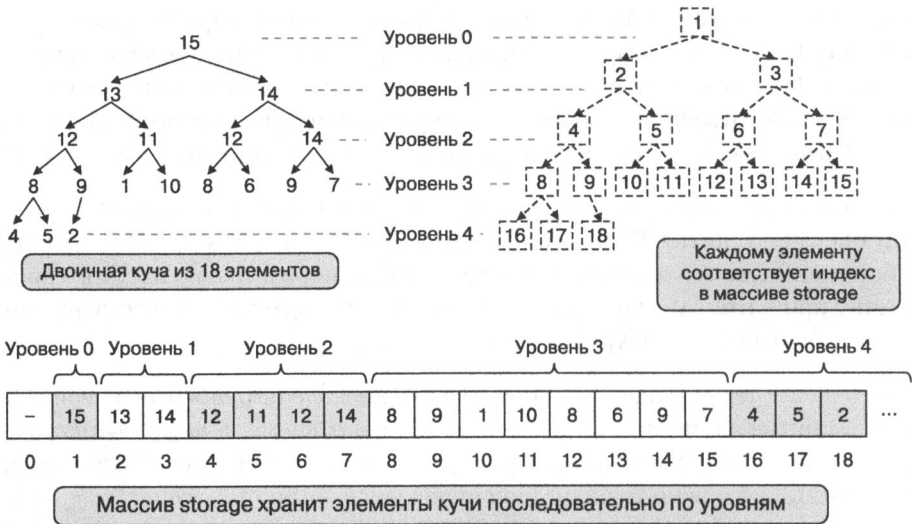 15 Уровень 0 1
13 14 Уровень 1 2 3
12 11 12 14 Уровень 2 4 5 6 7
8 9 1 10 8 6 9 7 Уровень 3 8 9 10 11 12 13 14 15
4 5 2 Уровень 4 16 17 18
Двоичная куча из 18 элементов
Каждому элементу
соответствует индекс
в массиве storage
Уровень 0 Уровень 1 Уровень 2 Уровень 3 Уровень 4
– 15 13 14 12 11 12 14 8 9 1 10 8 6 9 7 4 5 2 ...
0 1 2 3 4 5 6 7 8 9 10 11 12 13 14 15 16 17 18
Массив storage хранит элементы кучи последовательно по уровням